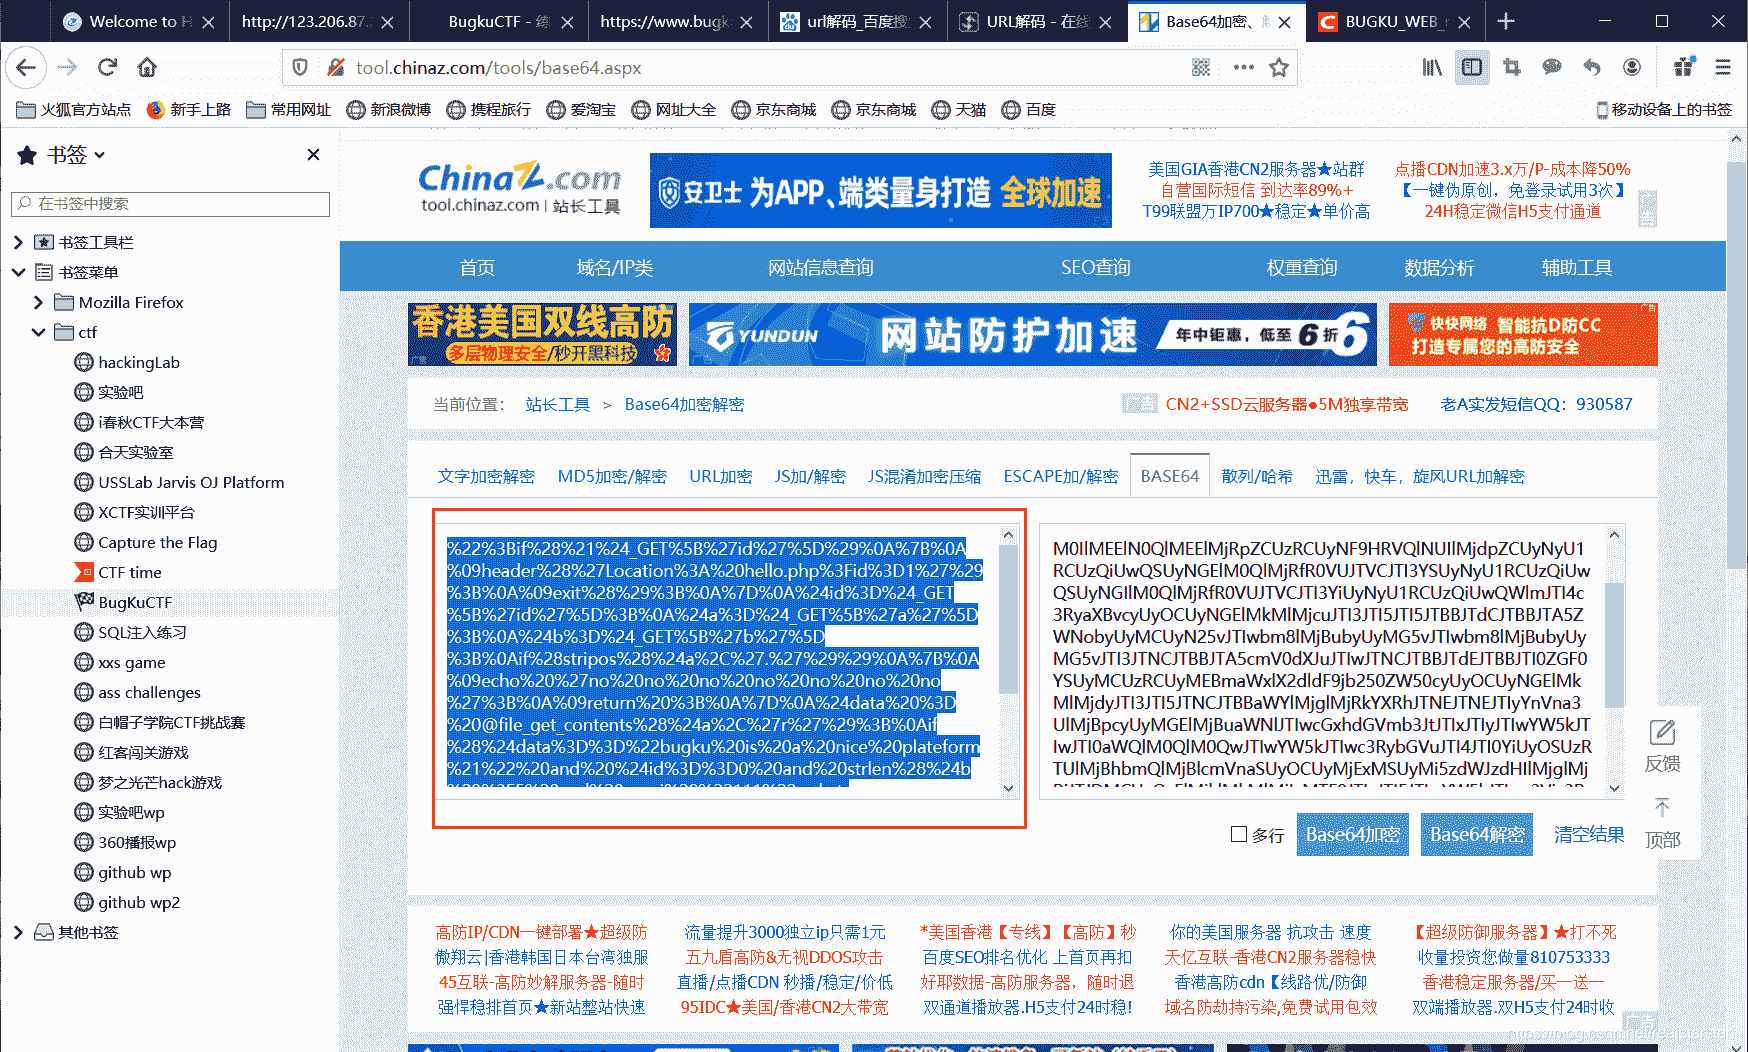 Welcome to H
http://123.206.87.
BugkuCTF - 练
https://www.bugk
url解码_百度搜
URL解码 - 在线
Base64加密、
BUGKU_WEB_
tool.chinaz.com/tools/base64.aspx
火狐官方站点
新手上路
常用网址
新浪微博
携程旅行
爱淘宝
网址大全
京东商城
京东商城
天猫
百度
移动设备上的书签
书签
在书签中搜索
书签工具栏
书签菜单
Mozilla Firefox
ctf
hackingLab
实验吧
i春秋CTF大本营
合天实验室
USSLab Jarvis OJ Platform
XCTF实训平台
Capture the Flag
CTF time
BugKuCTF
SQL注入练习
xxs game
ass challenges
白帽子学院CTF挑战赛
红客闯关游戏
梦之光芒hack游戏
实验吧wp
360播报wp
github wp
github wp2
其他书签
ChinaZ.com
tool.chinaz.com | 站长工具
安卫士 为APP、端类量身打造 全球加速
美国GIA香港CN2服务器★站群
自营国际短信 到达率89%+
T99联盟万IP700★稳定★单价高
点播CDN加速3.x万/P-成本降50%
【一键伪原创，免登录试用3次】
24H稳定微信H5支付通道
广告
首页
域名/IP类
网站信息查询
SEO查询
权重查询
数据分析
辅助工具
香港美国双线高防
多层物理安全/秒开黑科技
广告
YUNDUN
网站防护加速
年中钜惠，低至6折
6
快快网络 智能抗D防CC
打造专属您的高防安全
广告
当前位置： 站长工具 > Base64加密解密
广告
CN2+SSD云服务器●5M独享带宽
老A实发短信QQ：930587
文字加密解密
MD5加密/解密
URL加密
JS加/解密
JS混淆加密压缩
ESCAPE加/解密
BASE64
散列/哈希
迅雷，快车，旋风URL加解密
%22%3Bif%28%21%24_GET%5B%27id%27%5D%29%0A%7B%0A
%09header%28%27Location%3A%20hello.php%3Fid%3D1%27%29
%3B%0A%09exit%28%29%3B%0A%7D%0A%24id%3D%24_GET
%5B%27id%27%5D%3B%0A%24a%3D%24_GET%5B%27a%27%5D
%3B%0A%24b%3D%24_GET%5B%27b%27%5D
%3B%0Aif%28stripos%28%24a%2C%27.%27%29%29%0A%7B%0A
%09echo%20%27no%20no%20no%20no%20no%20no%20no
%27%3B%0A%09return%20%3B%0A%7D%0A%24data%20%3D
%20@file_get_contents%28%24a%2C%27r%27%29%3B%0Aif
%28%24data%3D%3D%22bugku%20is%20a%20nice%20plateform
%21%22%20and%20%24id%3D%3D0%20and%20strlen%28%24b
M0IlMEElN0QlMEElMjRpZCUzRCUyNF9HRVQlNUIlMjdpZCUyNyU1
RCUzQiUwQSUyNGElM0QlMjRfR0VUJTVCJTI3YSUyNyU1RCUzQiUw
QSUyNGIlM0QlMjRfR0VUJTVCJTI3YiUyNyU1RCUzQiUwQWlmJTI4c
3RyaXBvcyUyOCUyNGElMkMlMjcuJTI3JTI5JTI5JTBBJTdCJTBBJTA5Z
WNobyUyMCUyN25vJTIwbm8lMjBubyUyMG5vJTIwbm8lMjBubyUy
MG5vJTI3JTNCJTBBJTA5cmV0dXJuJTIwJTNCJTBBJTdEJTBBJTI0ZGF0
YSUyMCUzRCUyMEBmaWxlX2dldF9jb250ZW50cyUyOCUyNGElMk
MlMjdyJTI3JTI5JTNCJTBBaWYlMjglMjRkYXRhJTNEJTNEJTIyYnVna3
UlMjBpcyUyMGElMjBuaWNlJTIwcGxhdGVmb3JtJTIxJTIyJTIwYW5kJT
IwJTI0aWQlM0QlM0QwJTIwYW5kJTIwc3RybGVuJTI4JTI0YiUyOSUzR
TUlMjBhbmQlMjBlcmVnaSUyOCUyMjExMSUyMi5zdWJzdHIlMjglMj
多行
Base64加密
Base64解密
清空结果
反馈
顶部
高防IP/CDN一键部署★超级防
流量提升3000独立ip只需1元
*美国香港【专线】【高防】秒
你的美国服务器 抗攻击 速度
【超级防御服务器】★打不死
傲翔云|香港韩国日本台湾独服
五九盾高防&无视DDOS攻击
百度SEO排名优化 上首页再扣
天亿互联-香港CN2服务器稳快
收量投资您做量810753333
45互联-高防妙解服务器-随时
直播/点播CDN 秒播/稳定/价低
好耶数据-高防服务器，随时退
香港高防cdn【线路优/防御
香港稳定服务器/买一送一
强悍稳排首页★新站整站快速
95IDC★美国/香港CN2大带宽
双通道播放器.H5支付24时稳!
域名防劫持污染,免费试用包效
双端播放器.双H5支付24时收
广告